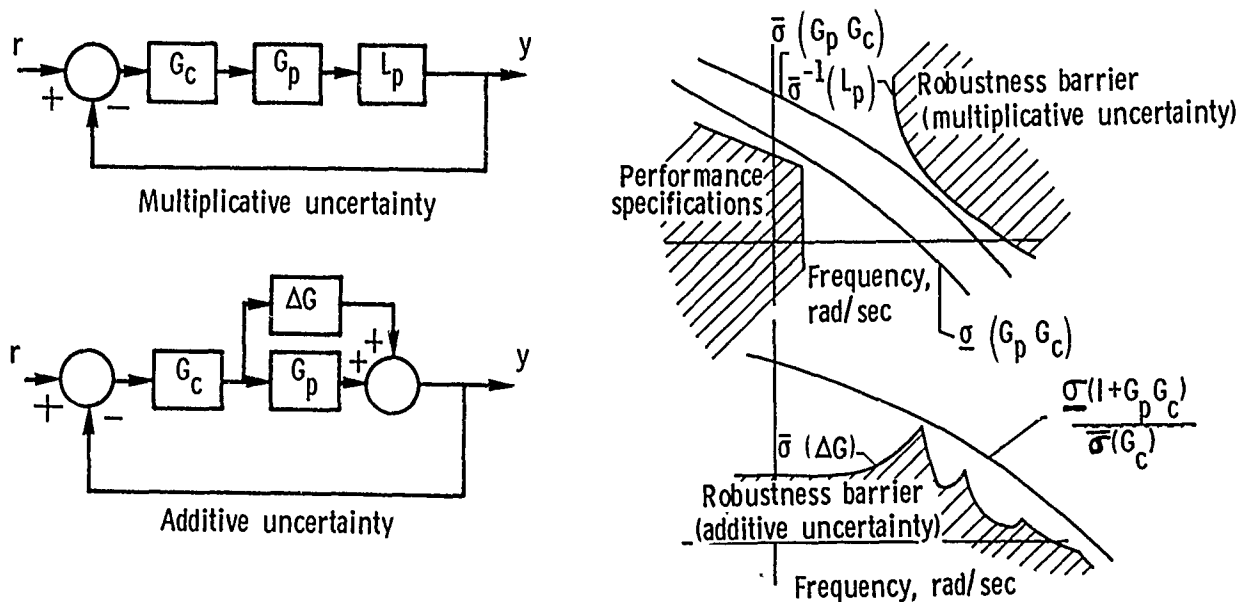 r
+
−
G_c
G_p
L_p
y
Multiplicative uncertainty
r
+
−
G_c
ΔG
G_p
+
+
y
Additive uncertainty
σ̅ (G_p G_c)
σ̅⁻¹(L_p)
Robustness barrier
(multiplicative uncertainty)
Performance
specifications
Frequency,
rad/sec
σ̲ (G_p G_c)
σ̲(1+G_p G_c)
σ̅(G_c)
σ̅ (ΔG)
Robustness barrier
(additive uncertainty)
Frequency, rad/sec